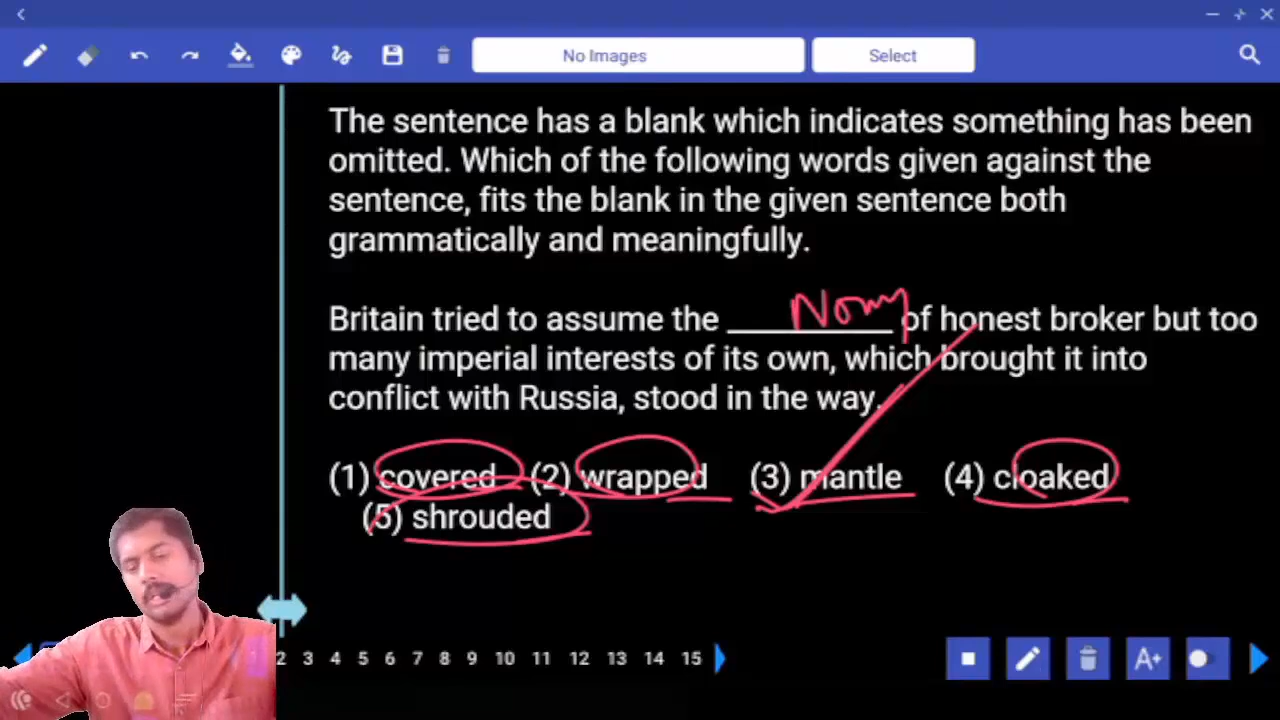 No Images Select
The sentence has a blank which indicates something has been
omitted. Which of the following words given against the
sentence, fits the blank in the given sentence both
grammatically and meaningfully.
Britain tried to assume the __________ of honest broker but too
many imperial interests of its own, which brought it into
conflict with Russia, stood in the way.
(1) covered (2) wrapped (3) mantle (4) cloaked
(5) shrouded
2 3 4 5 6 7 8 9 10 11 12 13 14 15 A+